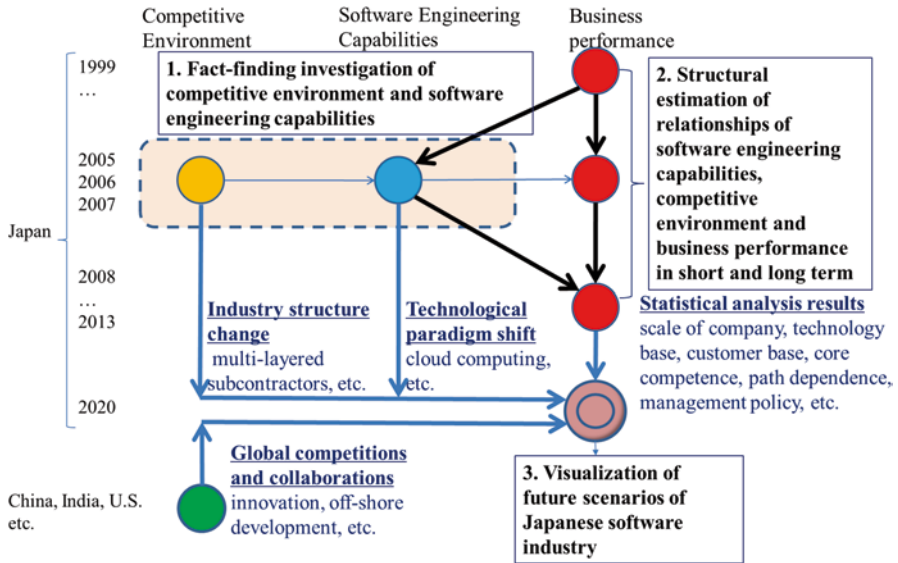 Competitive
Environment
Software Engineering
Capabilities
Business
performance
1999
...
1. Fact-finding investigation of
competitive environment and software
engineering capabilities
2. Structural
estimation of
relationships of
software engineering
capabilities,
competitive
environment and
business performance
in short and long term
2005
2006
2007
Japan
2008
...
2013
Industry structure
change
multi-layered
subcontractors, etc.
Technological
paradigm shift
cloud computing,
etc.
Statistical analysis results
scale of company, technology
base, customer base, core
competence, path dependence,
management policy, etc.
2020
Global competitions
and collaborations
innovation, off-shore
development, etc.
China, India, U.S.
etc.
3. Visualization of
future scenarios of
Japanese software
industry